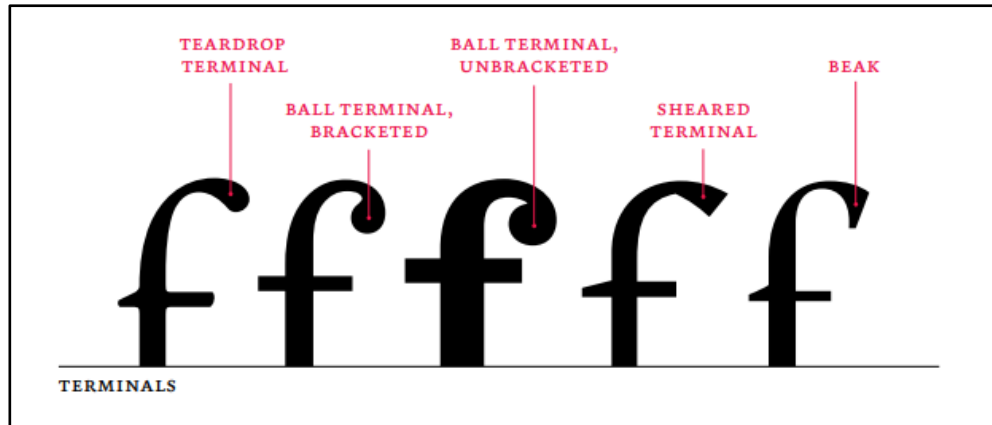 TEARDROP
TERMINAL
BALL TERMINAL,
BRACKETED
BALL TERMINAL,
UNBRACKETED
SHEARED
TERMINAL
BEAK
f f f f f
TERMINALS